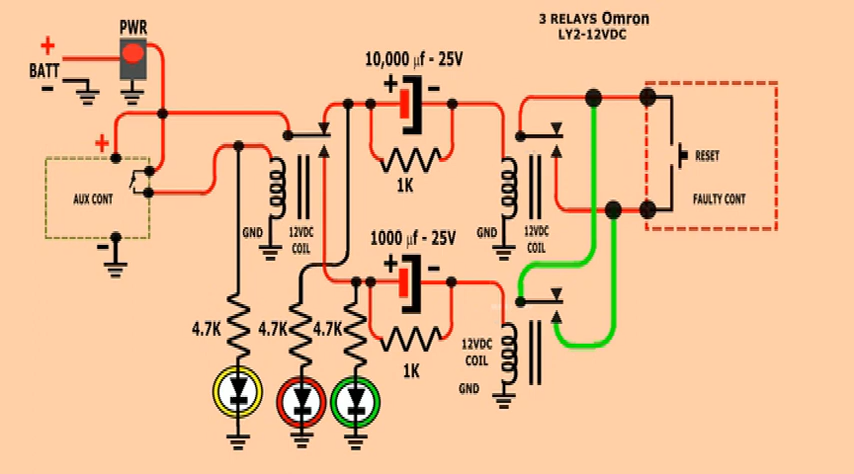 3 RELAYS Omron
LY2-12VDC
PWR
+
BATT
-
10,000 µf - 25V
+ -
1K
+
AUX CONT
-
GND
12VDC
COIL
GND
12VDC
COIL
RESET
FAULTY CONT
1000 µf - 25V
+ -
1K
4.7K
4.7K
4.7K
12VDC
COIL
GND